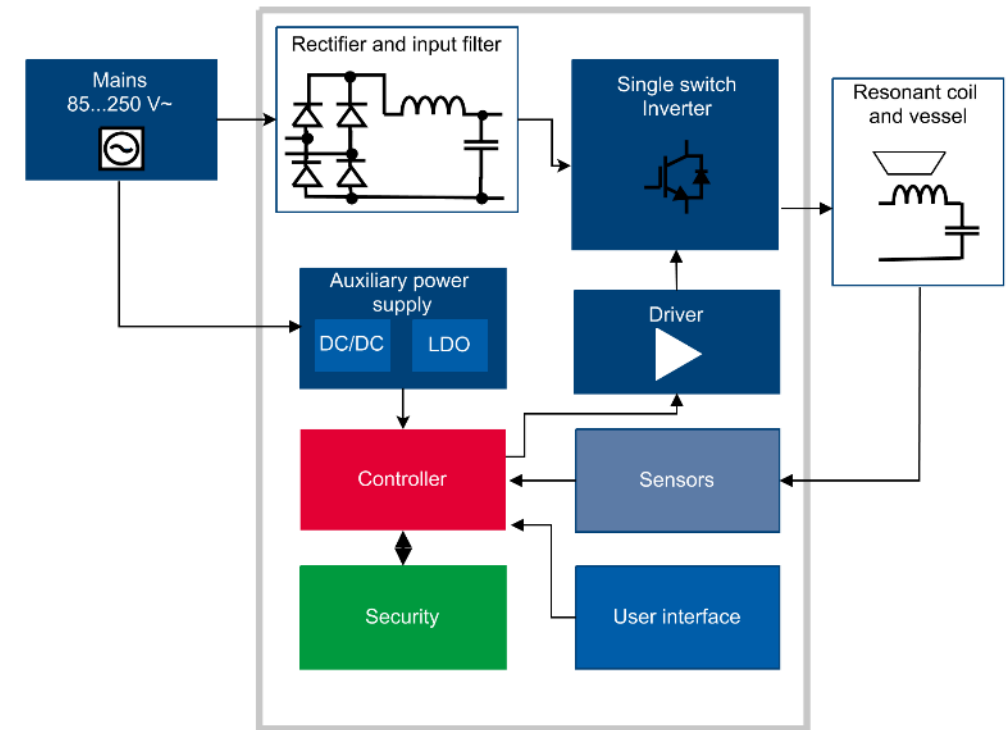 Rectifier and input filter
Mains
85...250 V~
Single switch
Inverter
Resonant coil
and vessel
Auxiliary power
supply
DC/DC
LDO
Driver
Controller
Sensors
Security
User interface